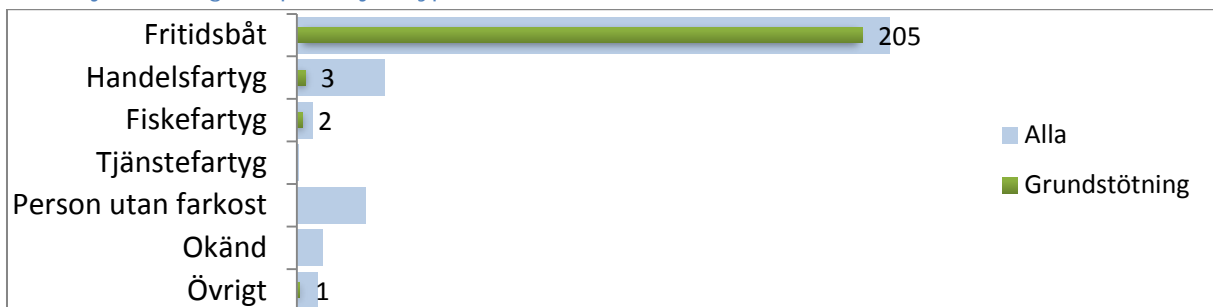 Fritidsbåt 205
Handelsfartyg 3
Fiskefartyg 2
Tjänstefartyg
Person utan farkost
Okänd
Övrigt 1
Alla
Grundstötning